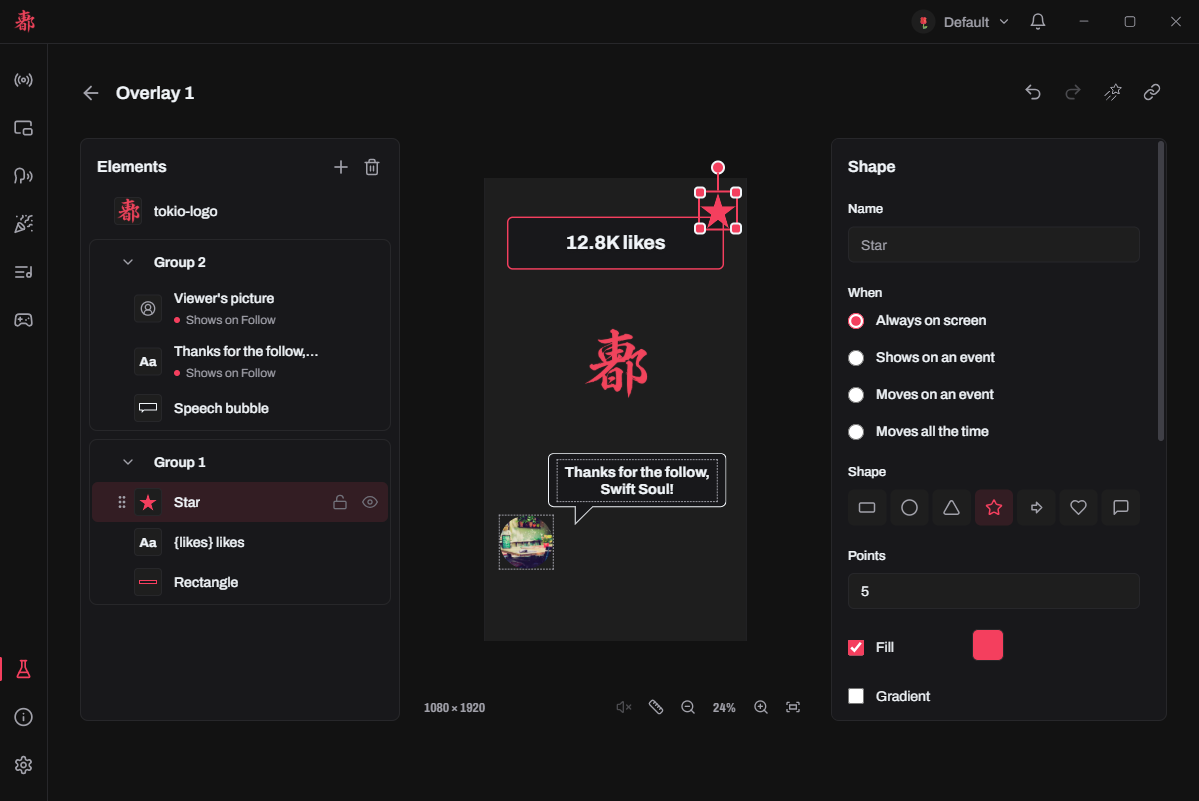 都
Default
Overlay 1
Elements
都
tokio-logo
Group 2
Viewer's picture
Shows on Follow
Aa
Thanks for the follow,...
Shows on Follow
Speech bubble
Group 1
Star
Aa
{likes} likes
Rectangle
12.8K likes
都
Thanks for the follow,
Swift Soul!
1080 × 1920
24%
Shape
Name
Star
When
Always on screen
Shows on an event
Moves on an event
Moves all the time
Shape
Points
5
Fill
Gradient